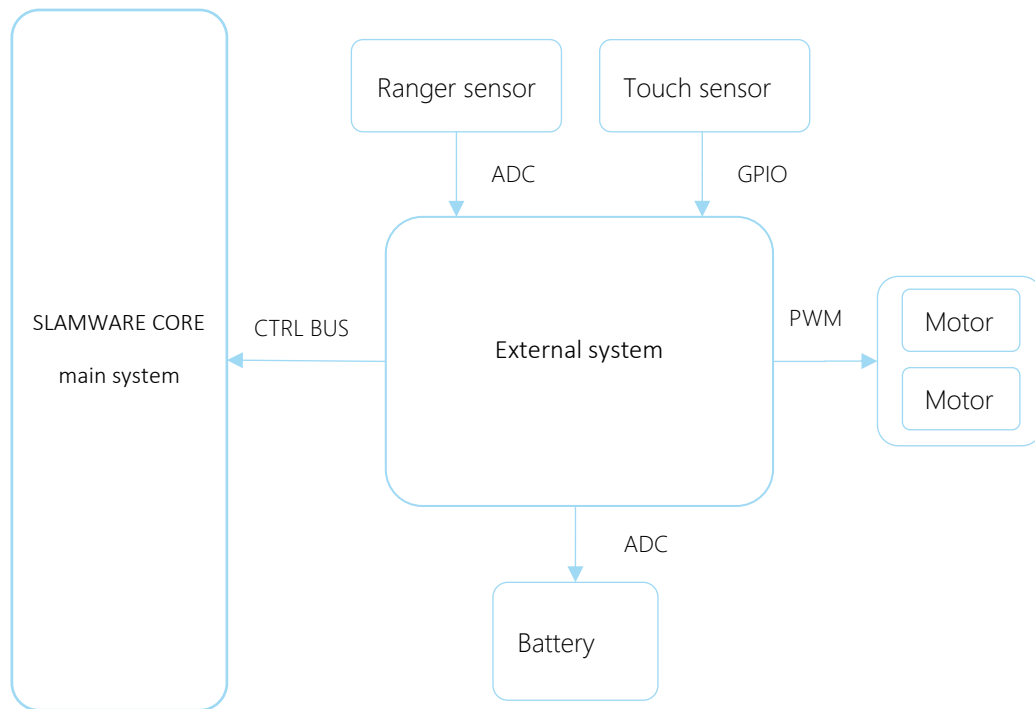 Ranger sensor
Touch sensor
ADC
GPIO
SLAMWARE CORE
main system
CTRL BUS
External system
PWM
Motor
Motor
ADC
Battery